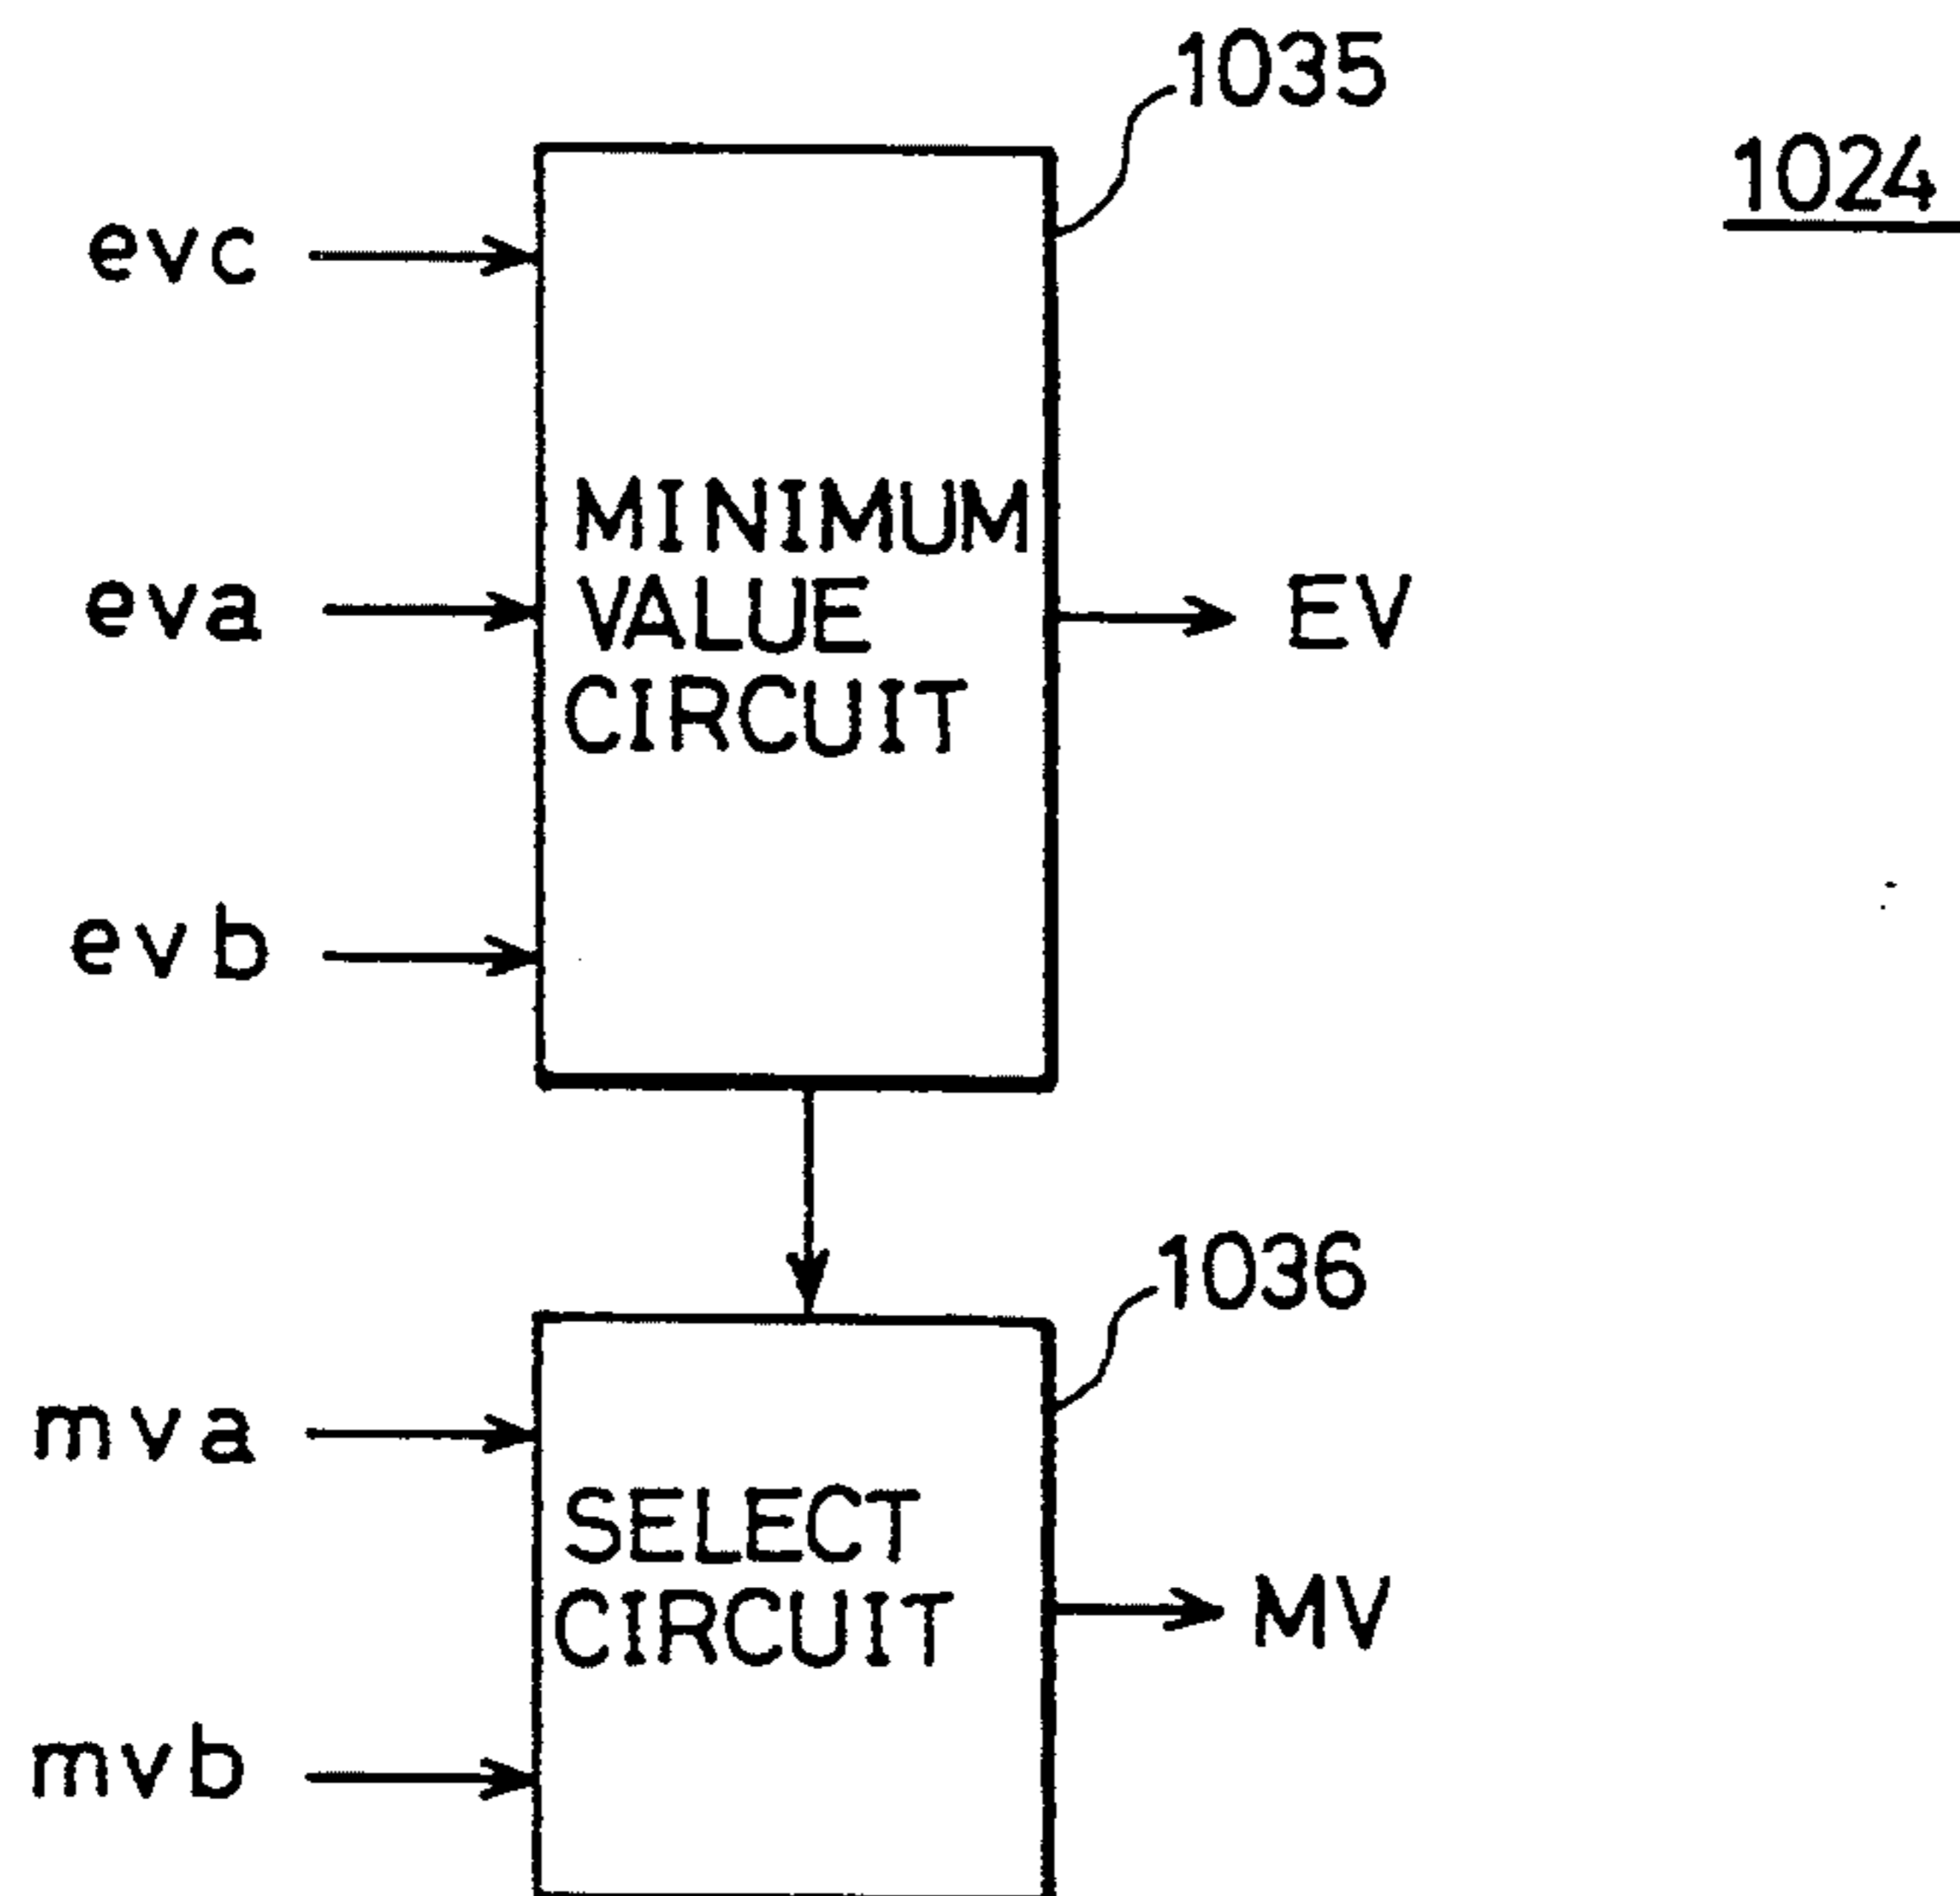 1035
1024
evc
MINIMUM
VALUE
CIRCUIT
eva
EV
evb
1036
mva
SELECT
CIRCUIT
MV
mvb